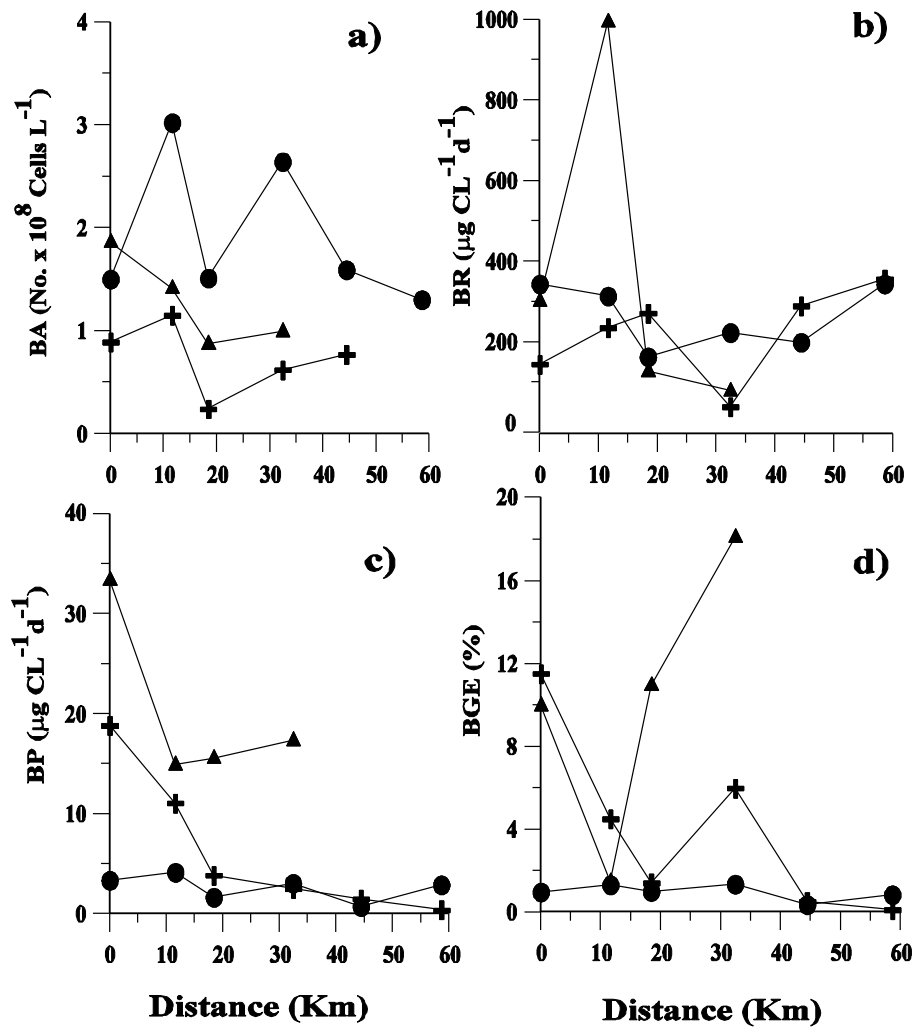 a)
BA (No. x 10^8 Cells L^-1)
4
3
2
1
0
0 10 20 30 40 50 60
b)
BR (µg CL^-1d^-1)
1000
800
600
400
200
0
0 10 20 30 40 50 60
c)
BP (µg CL^-1d^-1)
40
30
20
10
0
0 10 20 30 40 50 60
Distance (Km)
d)
BGE (%)
20
16
12
8
4
0
0 10 20 30 40 50 60
Distance (Km)